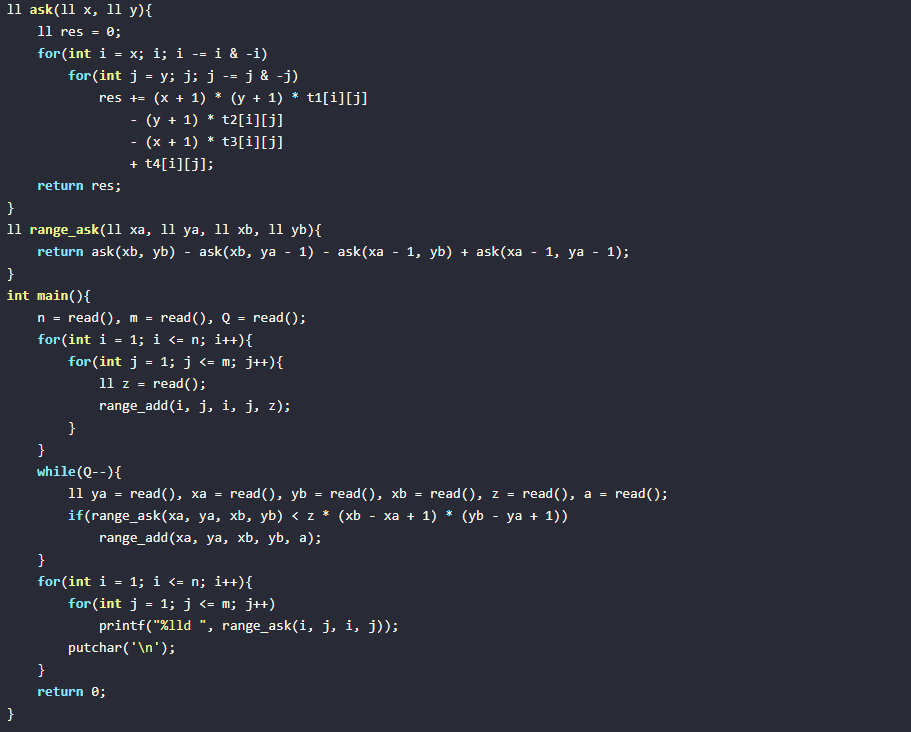 ll ask(ll x, ll y){
    ll res = 0;
    for(int i = x; i; i -= i & -i)
        for(int j = y; j; j -= j & -j)
            res += (x + 1) * (y + 1) * t1[i][j]
                - (y + 1) * t2[i][j]
                - (x + 1) * t3[i][j]
                + t4[i][j];
    return res;
}
ll range_ask(ll xa, ll ya, ll xb, ll yb){
    return ask(xb, yb) - ask(xb, ya - 1) - ask(xa - 1, yb) + ask(xa - 1, ya - 1);
}
int main(){
    n = read(), m = read(), Q = read();
    for(int i = 1; i <= n; i++){
        for(int j = 1; j <= m; j++){
            ll z = read();
            range_add(i, j, i, j, z);
        }
    }
    while(Q--){
        ll ya = read(), xa = read(), yb = read(), xb = read(), z = read(), a = read();
        if(range_ask(xa, ya, xb, yb) < z * (xb - xa + 1) * (yb - ya + 1))
            range_add(xa, ya, xb, yb, a);
    }
    for(int i = 1; i <= n; i++){
        for(int j = 1; j <= m; j++)
            printf("%lld ", range_ask(i, j, i, j));
        putchar('\n');
    }
    return 0;
}